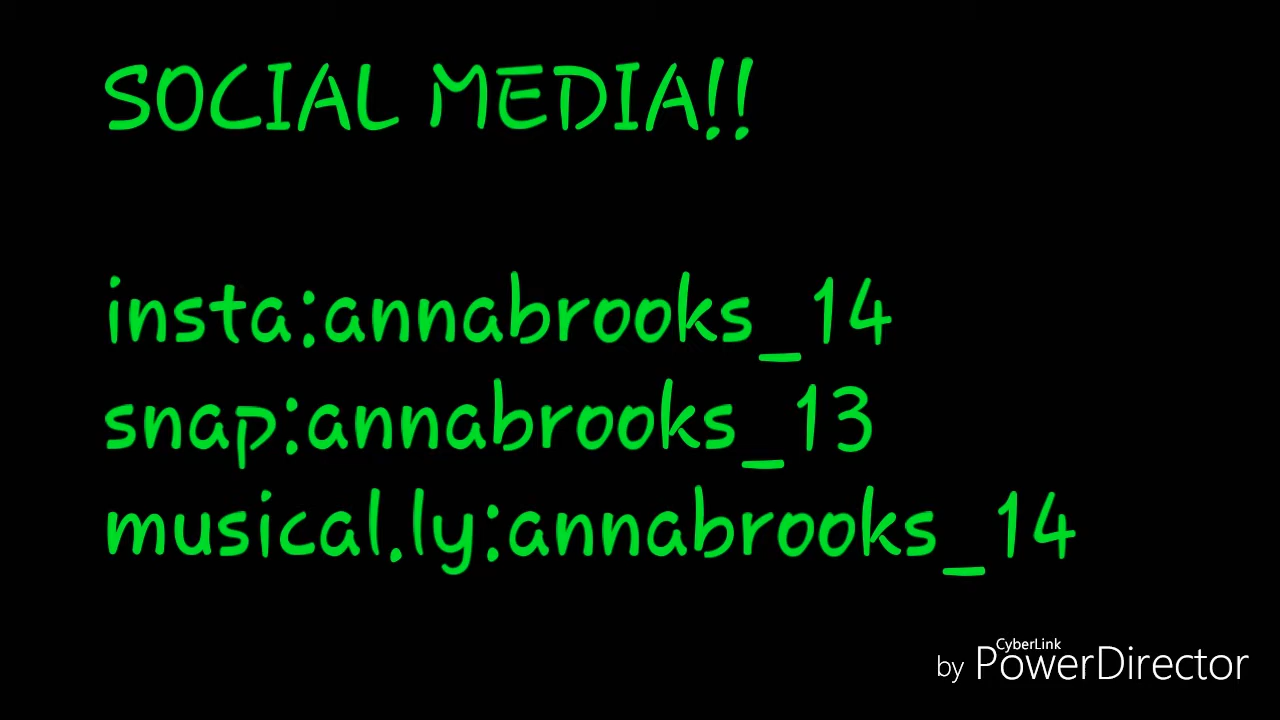 SOCIAL MEDIA!!
insta:annabrooks_14
snap:annabrooks_13
musical.ly:annabrooks_14
by CyberLink PowerDirector